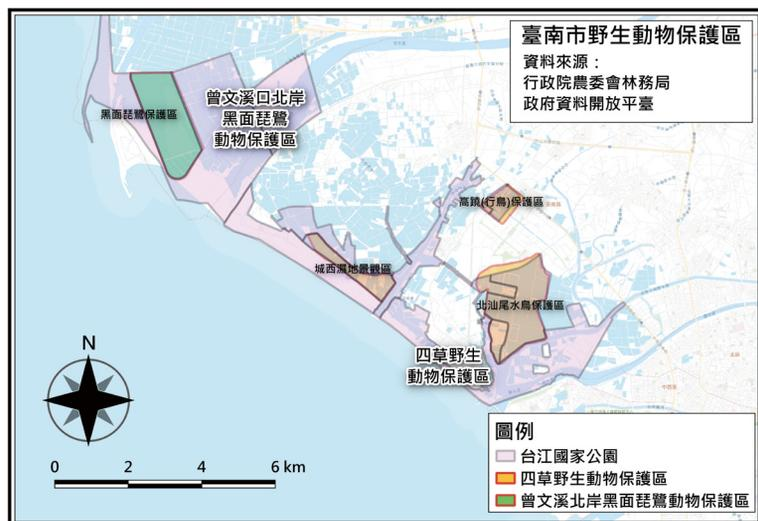 臺南市野生動物保護區
資料來源：
行政院農委會林務局
政府資料開放平臺
曾文溪口北岸
黑面琵鷺
動物保護區
黑面琵鷺保護區
高蹺(行鳥)保護區
城西濕地景觀區
北汕尾水鳥保護區
四草野生
動物保護區
N
0 2 4 6 km
圖例
台江國家公園
四草野生動物保護區
曾文溪北岸黑面琵鷺動物保護區